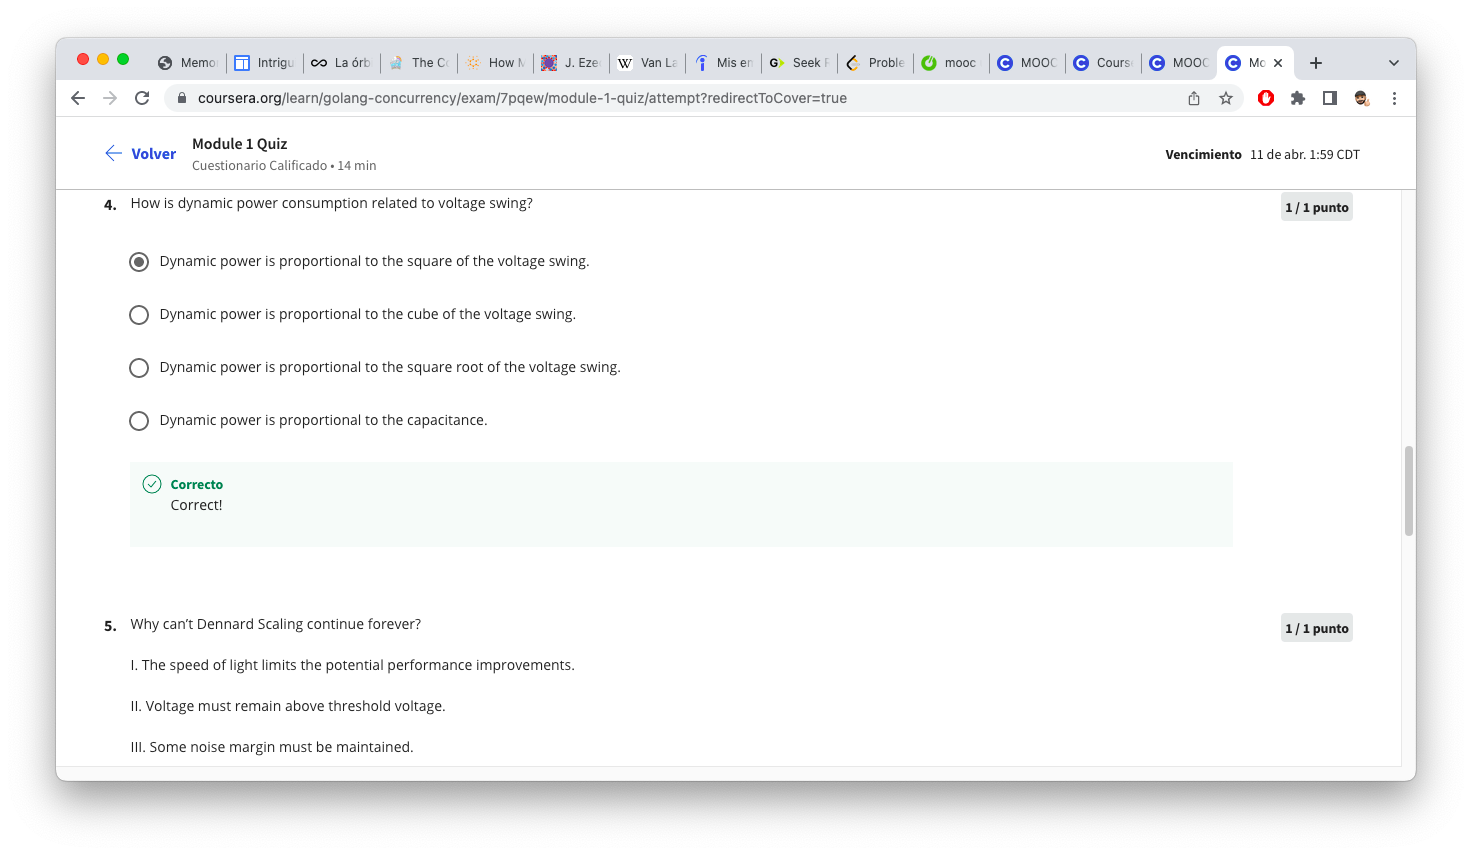 Memo
Intrigu
La órb
The Co
How M
J. Eze
W Van La
Mis en
G Seek
Proble
mooc
MOOC
Cours
MOOC
Mo
coursera.org/learn/golang-concurrency/exam/7pqew/module-1-quiz/attempt?redirectToCover=true
Volver
Module 1 Quiz
Cuestionario Calificado • 14 min
Vencimiento 11 de abr. 1:59 CDT
4. How is dynamic power consumption related to voltage swing?
1 / 1 punto
Dynamic power is proportional to the square of the voltage swing.
Dynamic power is proportional to the cube of the voltage swing.
Dynamic power is proportional to the square root of the voltage swing.
Dynamic power is proportional to the capacitance.
Correcto
Correct!
5. Why can’t Dennard Scaling continue forever?
1 / 1 punto
I. The speed of light limits the potential performance improvements.
II. Voltage must remain above threshold voltage.
III. Some noise margin must be maintained.